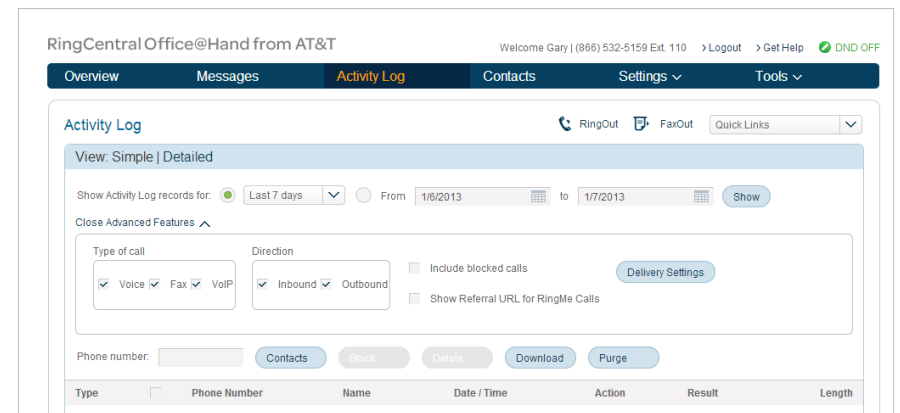 RingCentral Office@Hand from AT&T
Welcome Gary | (866) 532-5159 Ext. 110 Logout Get Help DND OFF
Overview Messages Activity Log Contacts Settings Tools
Activity Log RingOut FaxOut Quick Links
View: Simple | Detailed
Show Activity Log records for: Last 7 days From 1/6/2013 to 1/7/2013 Show
Close Advanced Features
Type of call Direction
Include blocked calls Delivery Settings
Voice Fax VoIP Inbound Outbound
Show Referral URL for RingMe Calls
Phone number: Contacts Block Delete Download Purge
Type Phone Number Name Date / Time Action Result Length